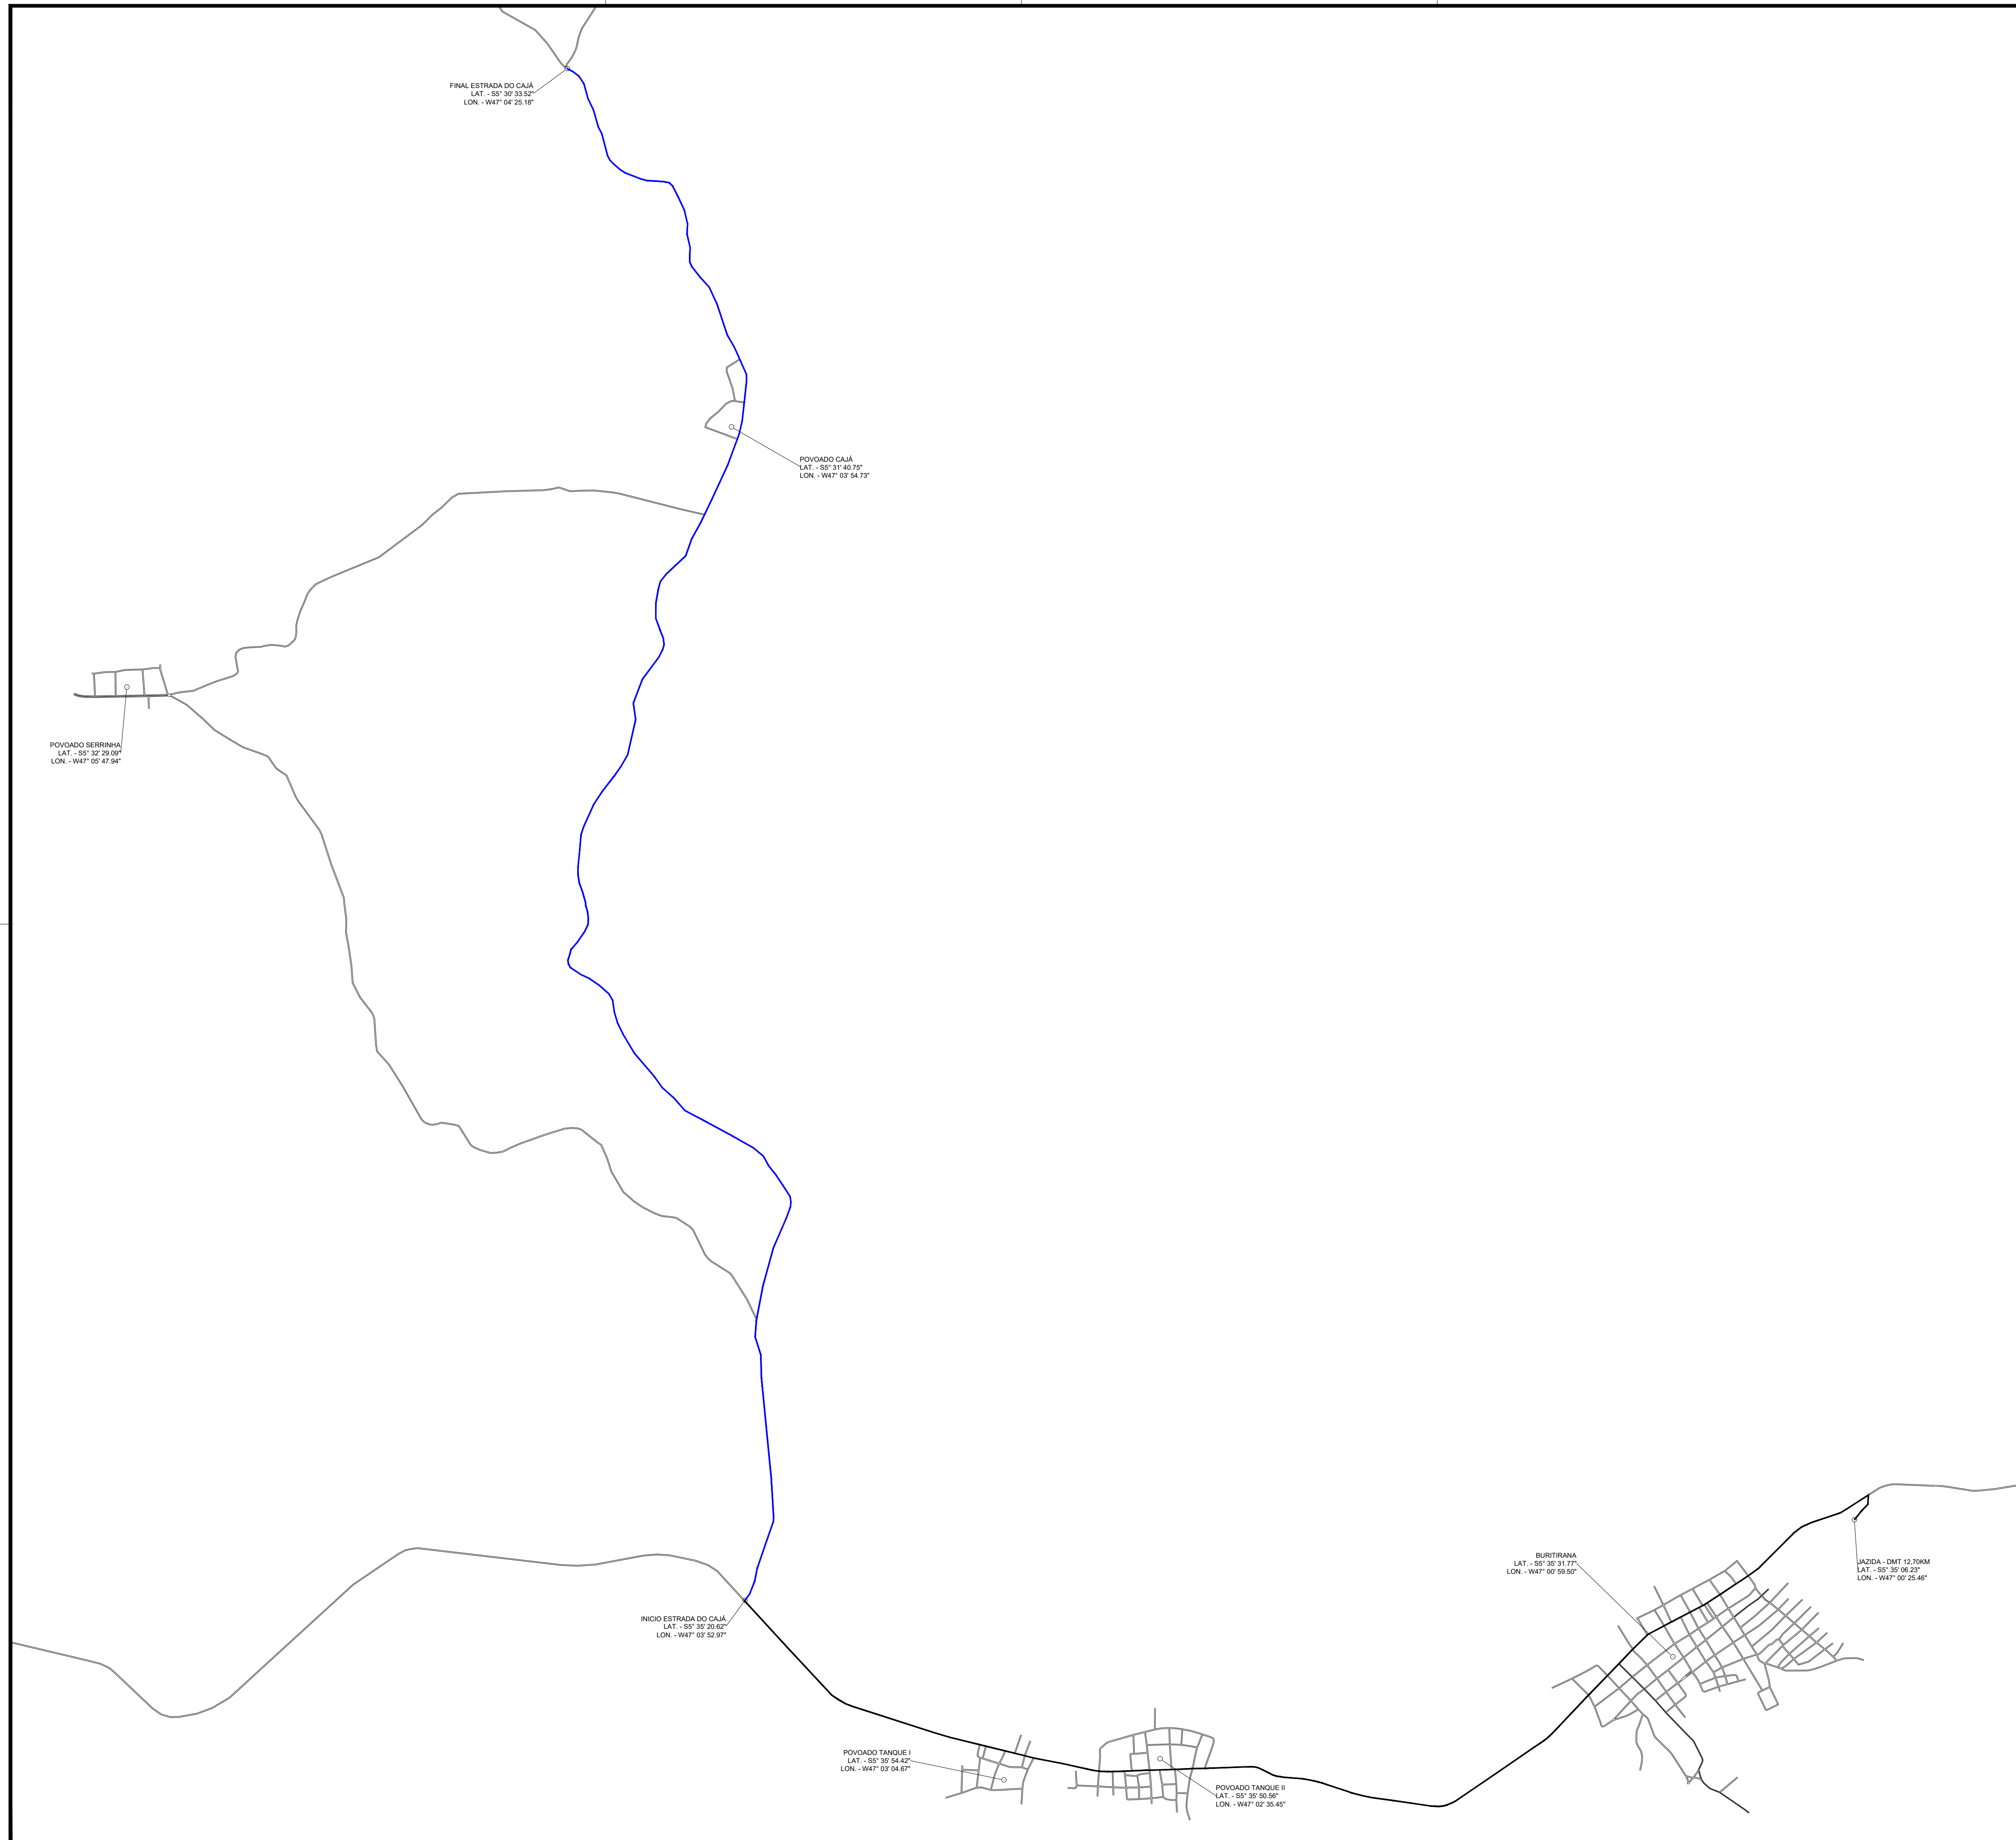 FINAL ESTRADA DO CAJÁ
LAT. - S5° 30' 33.52"
LON. - W47° 04' 25.18"
POVOADO CAJÁ
LAT. - S5° 31' 40.75"
LON. - W47° 03' 54.73"
POVOADO SERRINHA
LAT. - S5° 32' 29.09"
LON. - W47° 05' 47.94"
BURITIRANA
LAT. - S5° 35' 31.77"
LON. - W47° 00' 59.50"
JAZIDA - DMT 12,70KM
LAT. - S5° 35' 06.23"
LON. - W47° 00' 25.46"
INICIO ESTRADA DO CAJÁ
LAT. - S5° 35' 20.62"
LON. - W47° 03' 52.97"
POVOADO TANQUE I
LAT. - S5° 35' 54.42"
LON. - W47° 03' 04.67"
POVOADO TANQUE II
LAT. - S5° 35' 50.56"
LON. - W47° 02' 35.45"